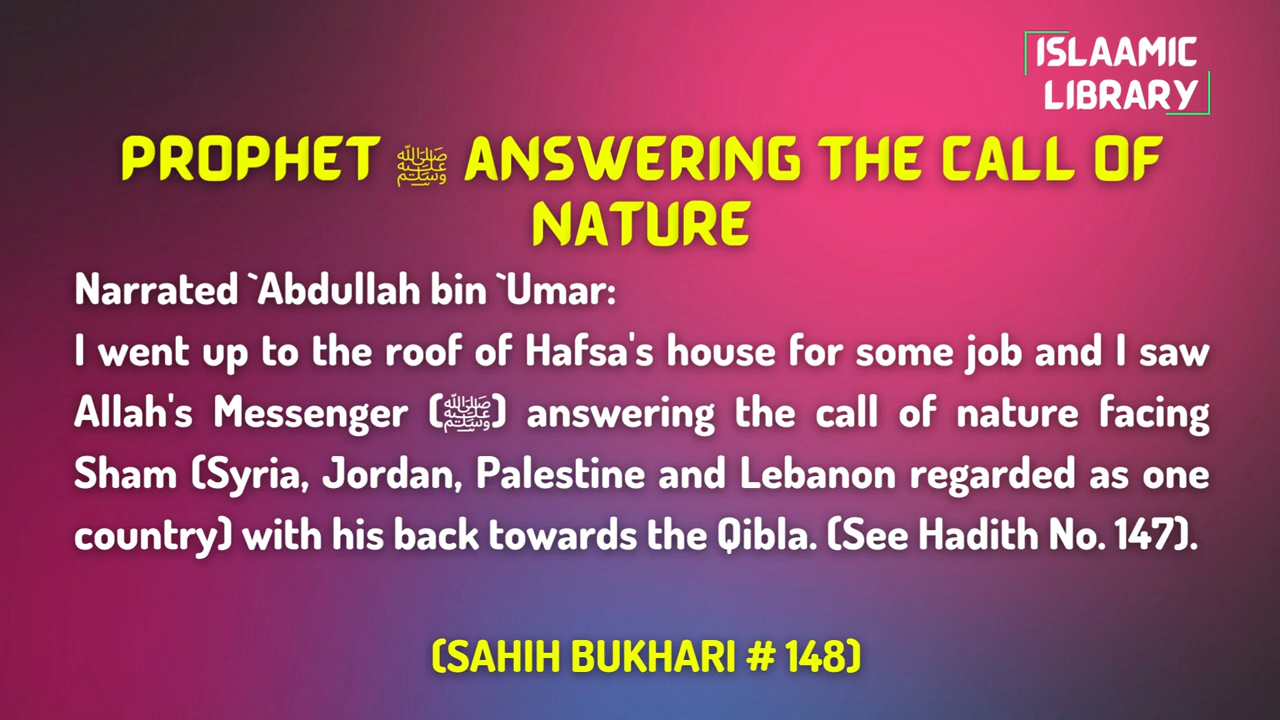 ISLAAMIC
LIBRARY
PROPHET ﷺ ANSWERING THE CALL OF
NATURE
Narrated `Abdullah bin `Umar:
I went up to the roof of Hafsa's house for some job and I saw
Allah's Messenger (ﷺ) answering the call of nature facing
Sham (Syria, Jordan, Palestine and Lebanon regarded as one
country) with his back towards the Qibla. (See Hadith No. 147).
(SAHIH BUKHARI # 148)